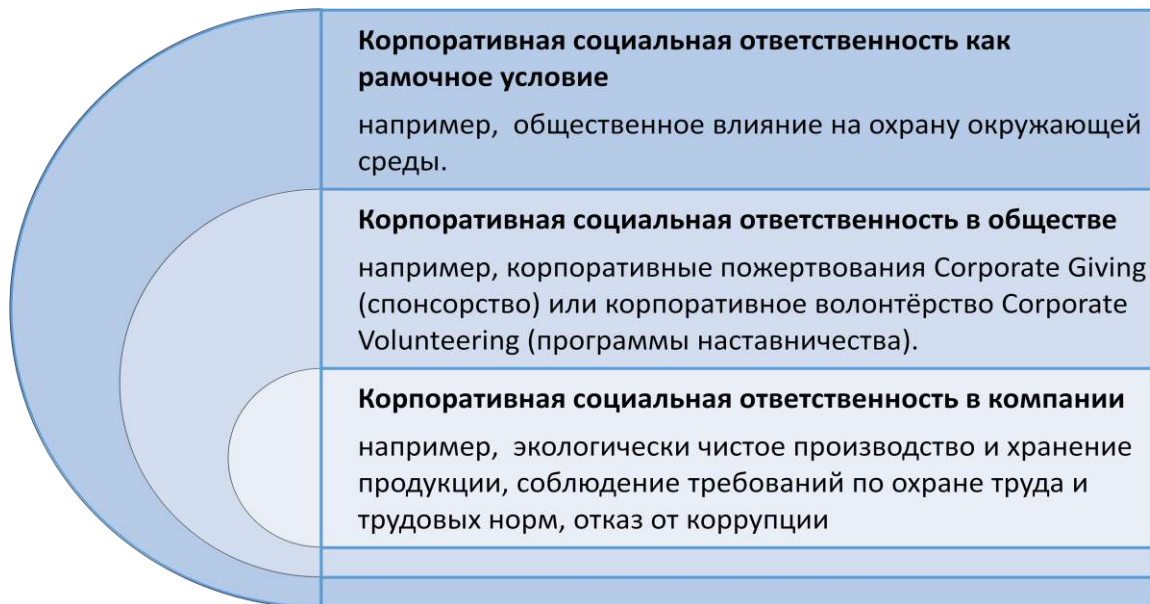 Корпоративная социальная ответственность как
рамочное условие
например,  общественное влияние на охрану окружающей
среды.
Корпоративная социальная ответственность в обществе
например, корпоративные пожертвования Corporate Giving
(спонсорство) или корпоративное волонтёрство Corporate
Volunteering (программы наставничества).
Корпоративная социальная ответственность в компании
например,  экологически чистое производство и хранение
продукции, соблюдение требований по охране труда и
трудовых норм, отказ от коррупции